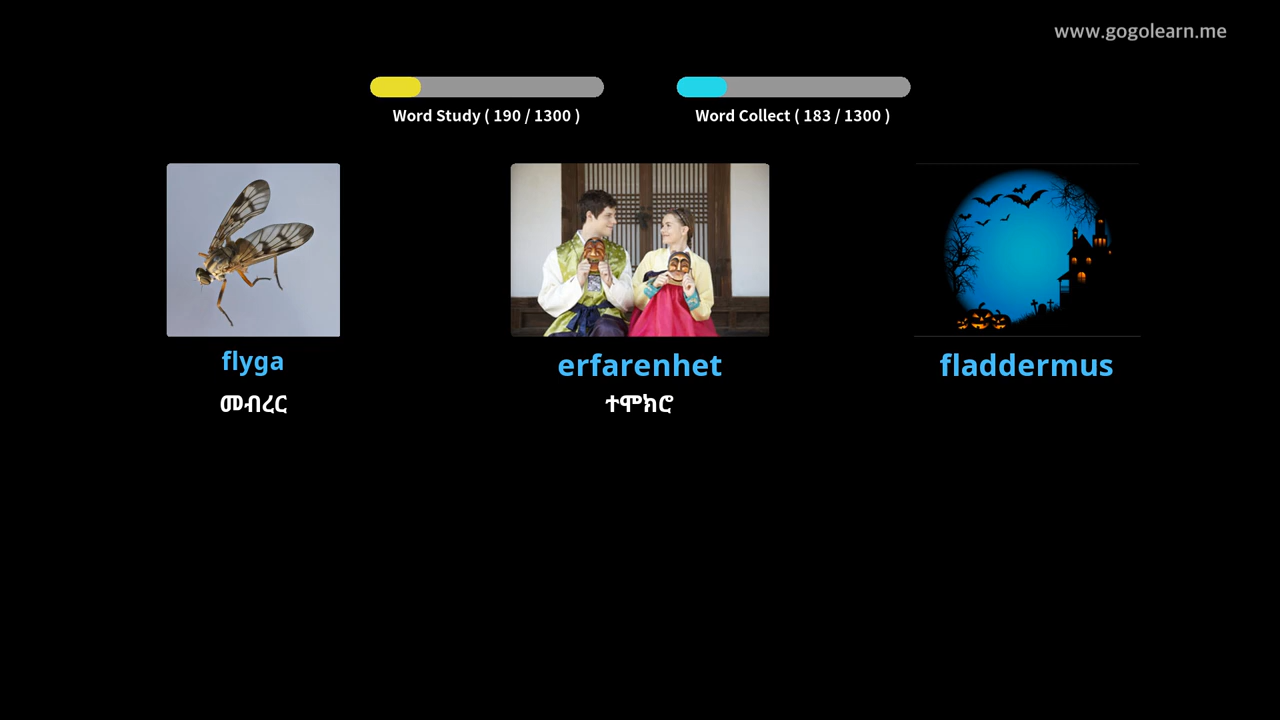 www.gogolearn.me
Word Study ( 190 / 1300 )
Word Collect ( 183 / 1300 )
flyga
erfarenhet
fladdermus
መብረር
ተሞክሮ